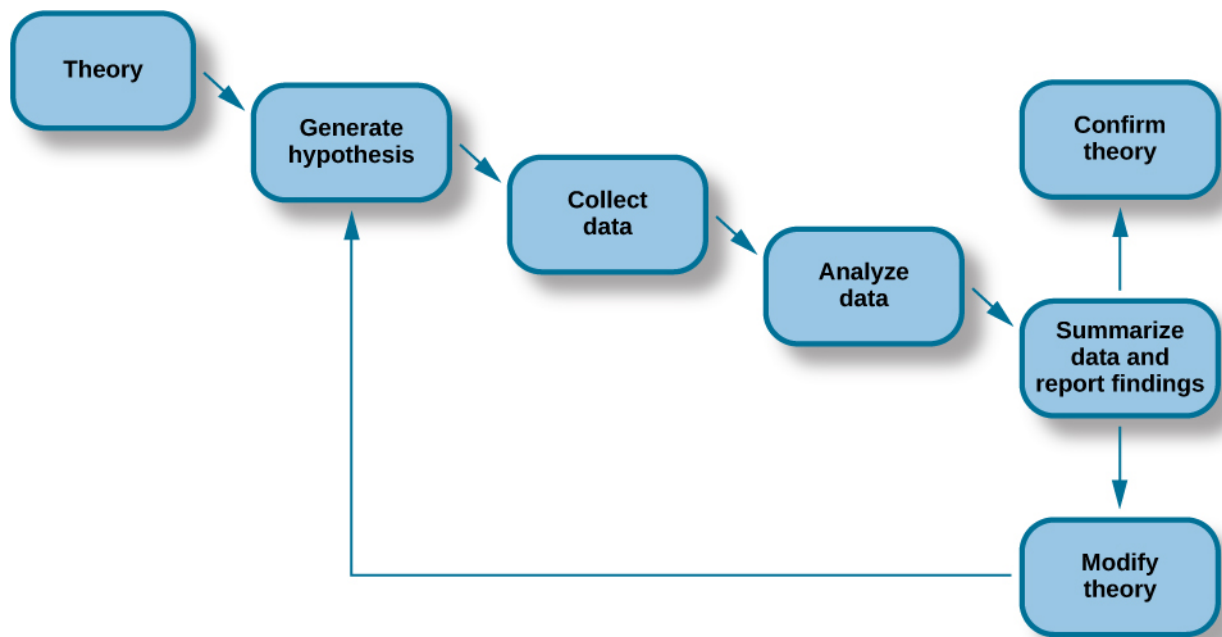 Theory
Generate
hypothesis
Collect
data
Analyze
data
Summarize
data and
report findings
Confirm
theory
Modify
theory